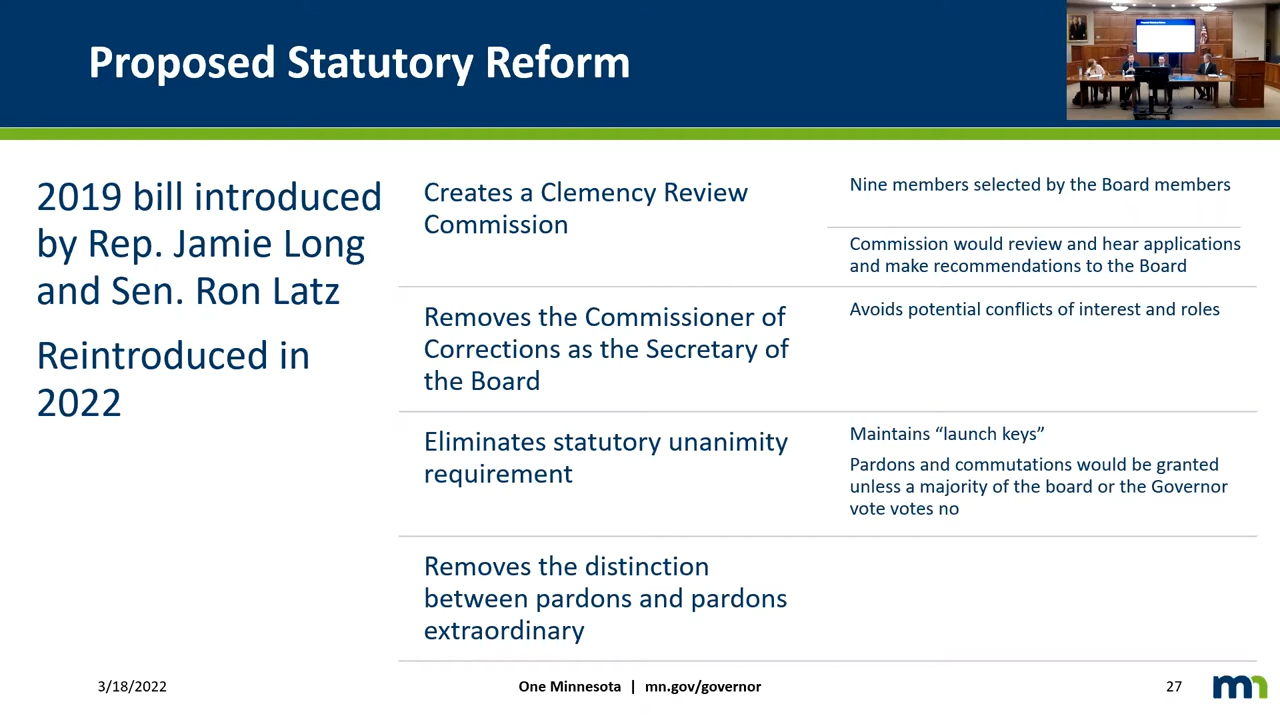 Proposed Statutory Reform
2019 bill introduced
by Rep. Jamie Long
and Sen. Ron Latz
Reintroduced in
2022
Creates a Clemency Review
Commission
Nine members selected by the Board members
Commission would review and hear applications
and make recommendations to the Board
Removes the Commissioner of
Corrections as the Secretary of
the Board
Avoids potential conflicts of interest and roles
Eliminates statutory unanimity
requirement
Maintains “launch keys”
Pardons and commutations would be granted
unless a majority of the board or the Governor
vote votes no
Removes the distinction
between pardons and pardons
extraordinary
3/18/2022
One Minnesota | mn.gov/governor
27
mn